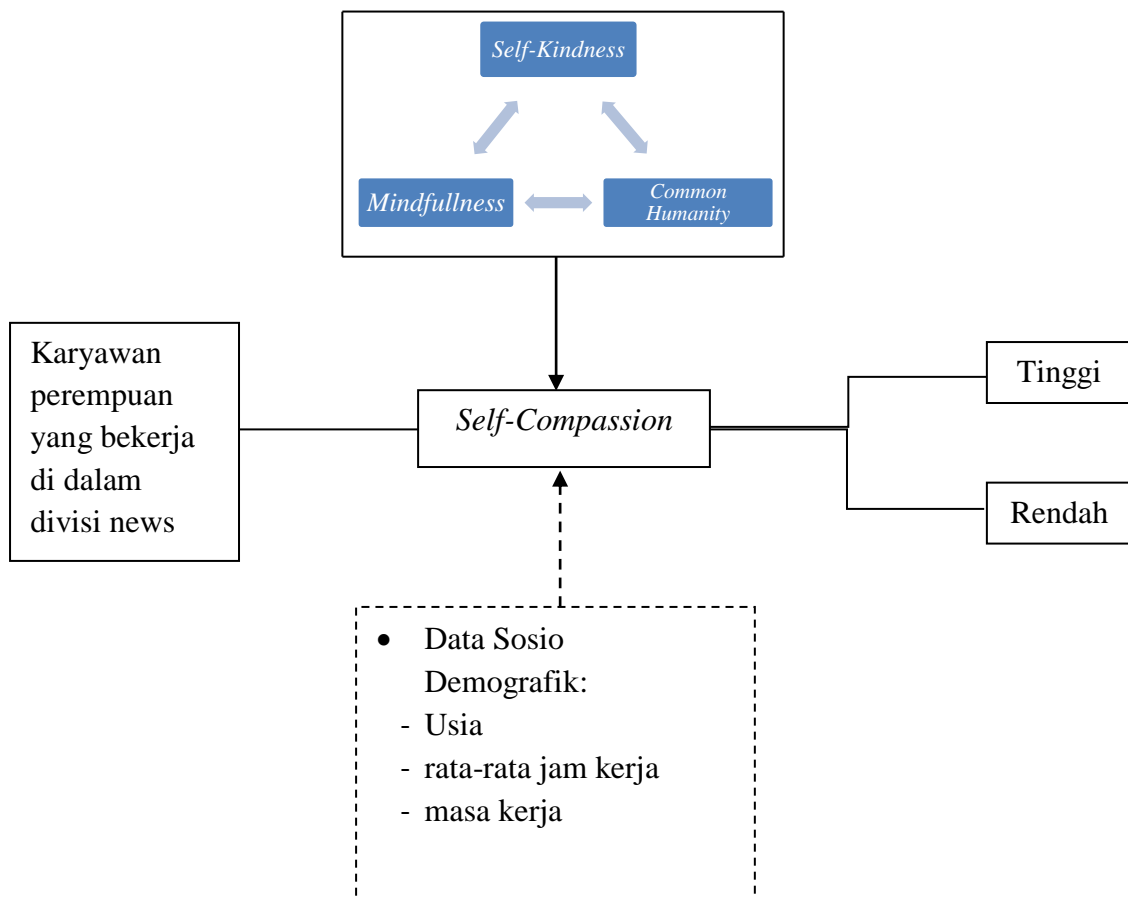 Self-Kindness
Mindfullness
Common
Humanity
Karyawan
perempuan
yang bekerja
di dalam
divisi news
Self-Compassion
Tinggi
Rendah
• Data Sosio
Demografik:
- Usia
- rata-rata jam kerja
- masa kerja